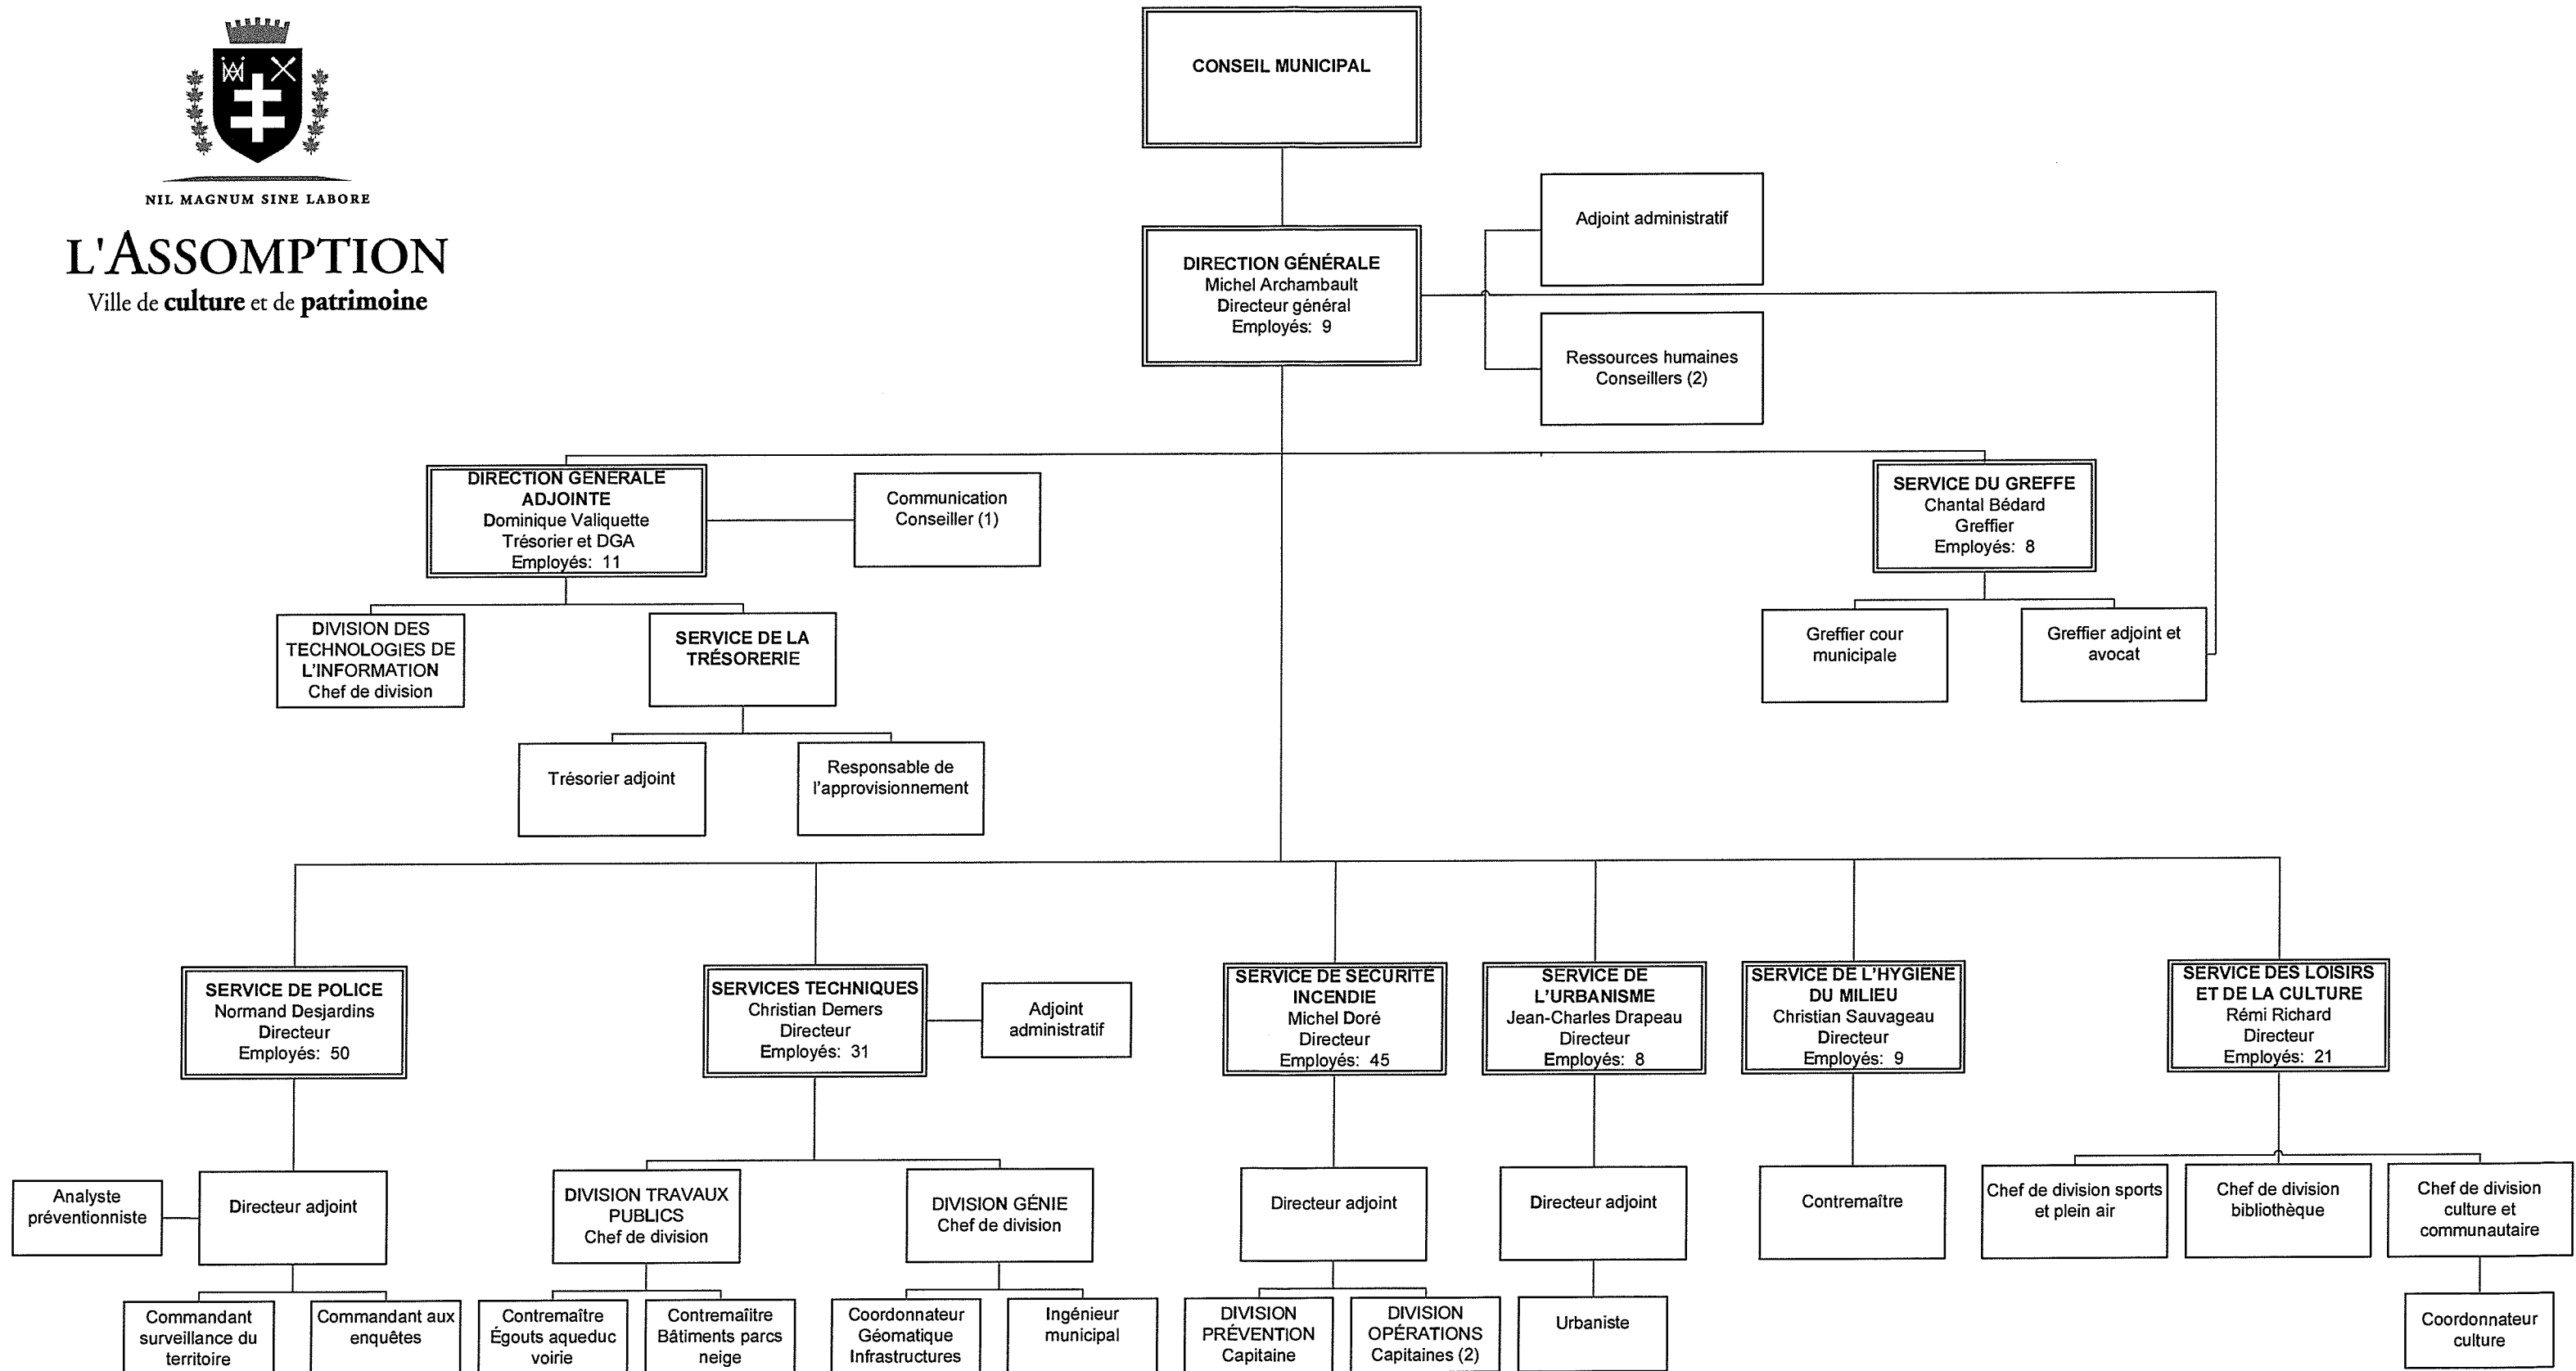 CONSEIL MUNICIPAL
NIL MAGNUM SINE LABORE
L'ASSOMPTION
Ville de culture et de patrimoine
DIRECTION GÉNÉRALE
Michel Archambault
Directeur général
Employés: 9
Adjoint administratif
Ressources humaines
Conseillers (2)
DIRECTION GÉNÉRALE
ADJOINTE
Dominique Valiquette
Trésorier et DGA
Employés: 11
Communication
Conseiller (1)
SERVICE DU GREFFE
Chantal Bédard
Greffier
Employés: 8
DIVISION DES
TECHNOLOGIES DE
L'INFORMATION
Chef de division
SERVICE DE LA
TRÉSORERIE
Greffier cour
municipale
Greffier adjoint et
avocat
Trésorier adjoint
Responsable de
l'approvisionnement
SERVICE DE POLICE
Normand Desjardins
Directeur
Employés: 50
SERVICES TECHNIQUES
Christian Demers
Directeur
Employés: 31
Adjoint
administratif
SERVICE DE SÉCURITÉ
INCENDIE
Michel Doré
Directeur
Employés: 45
SERVICE DE
L'URBANISME
Jean-Charles Drapeau
Directeur
Employés: 8
SERVICE DE L'HYGIÈNE
DU MILIEU
Christian Sauvageau
Directeur
Employés: 9
SERVICE DES LOISIRS
ET DE LA CULTURE
Rémi Richard
Directeur
Employés: 21
Analyste
préventionniste
Directeur adjoint
DIVISION TRAVAUX
PUBLICS
Chef de division
DIVISION GÉNIE
Chef de division
Directeur adjoint
Directeur adjoint
Contremaître
Chef de division sports
et plein air
Chef de division
bibliothèque
Chef de division
culture et
communautaire
Commandant
surveillance du
territoire
Commandant aux
enquêtes
Contremaître
Égouts aqueduc
voirie
Contremaîitre
Bâtiments parcs
neige
Coordonnateur
Géomatique
Infrastructures
Ingénieur
municipal
DIVISION
PRÉVENTION
Capitaine
DIVISION
OPÉRATIONS
Capitaines (2)
Urbaniste
Coordonnateur
culture